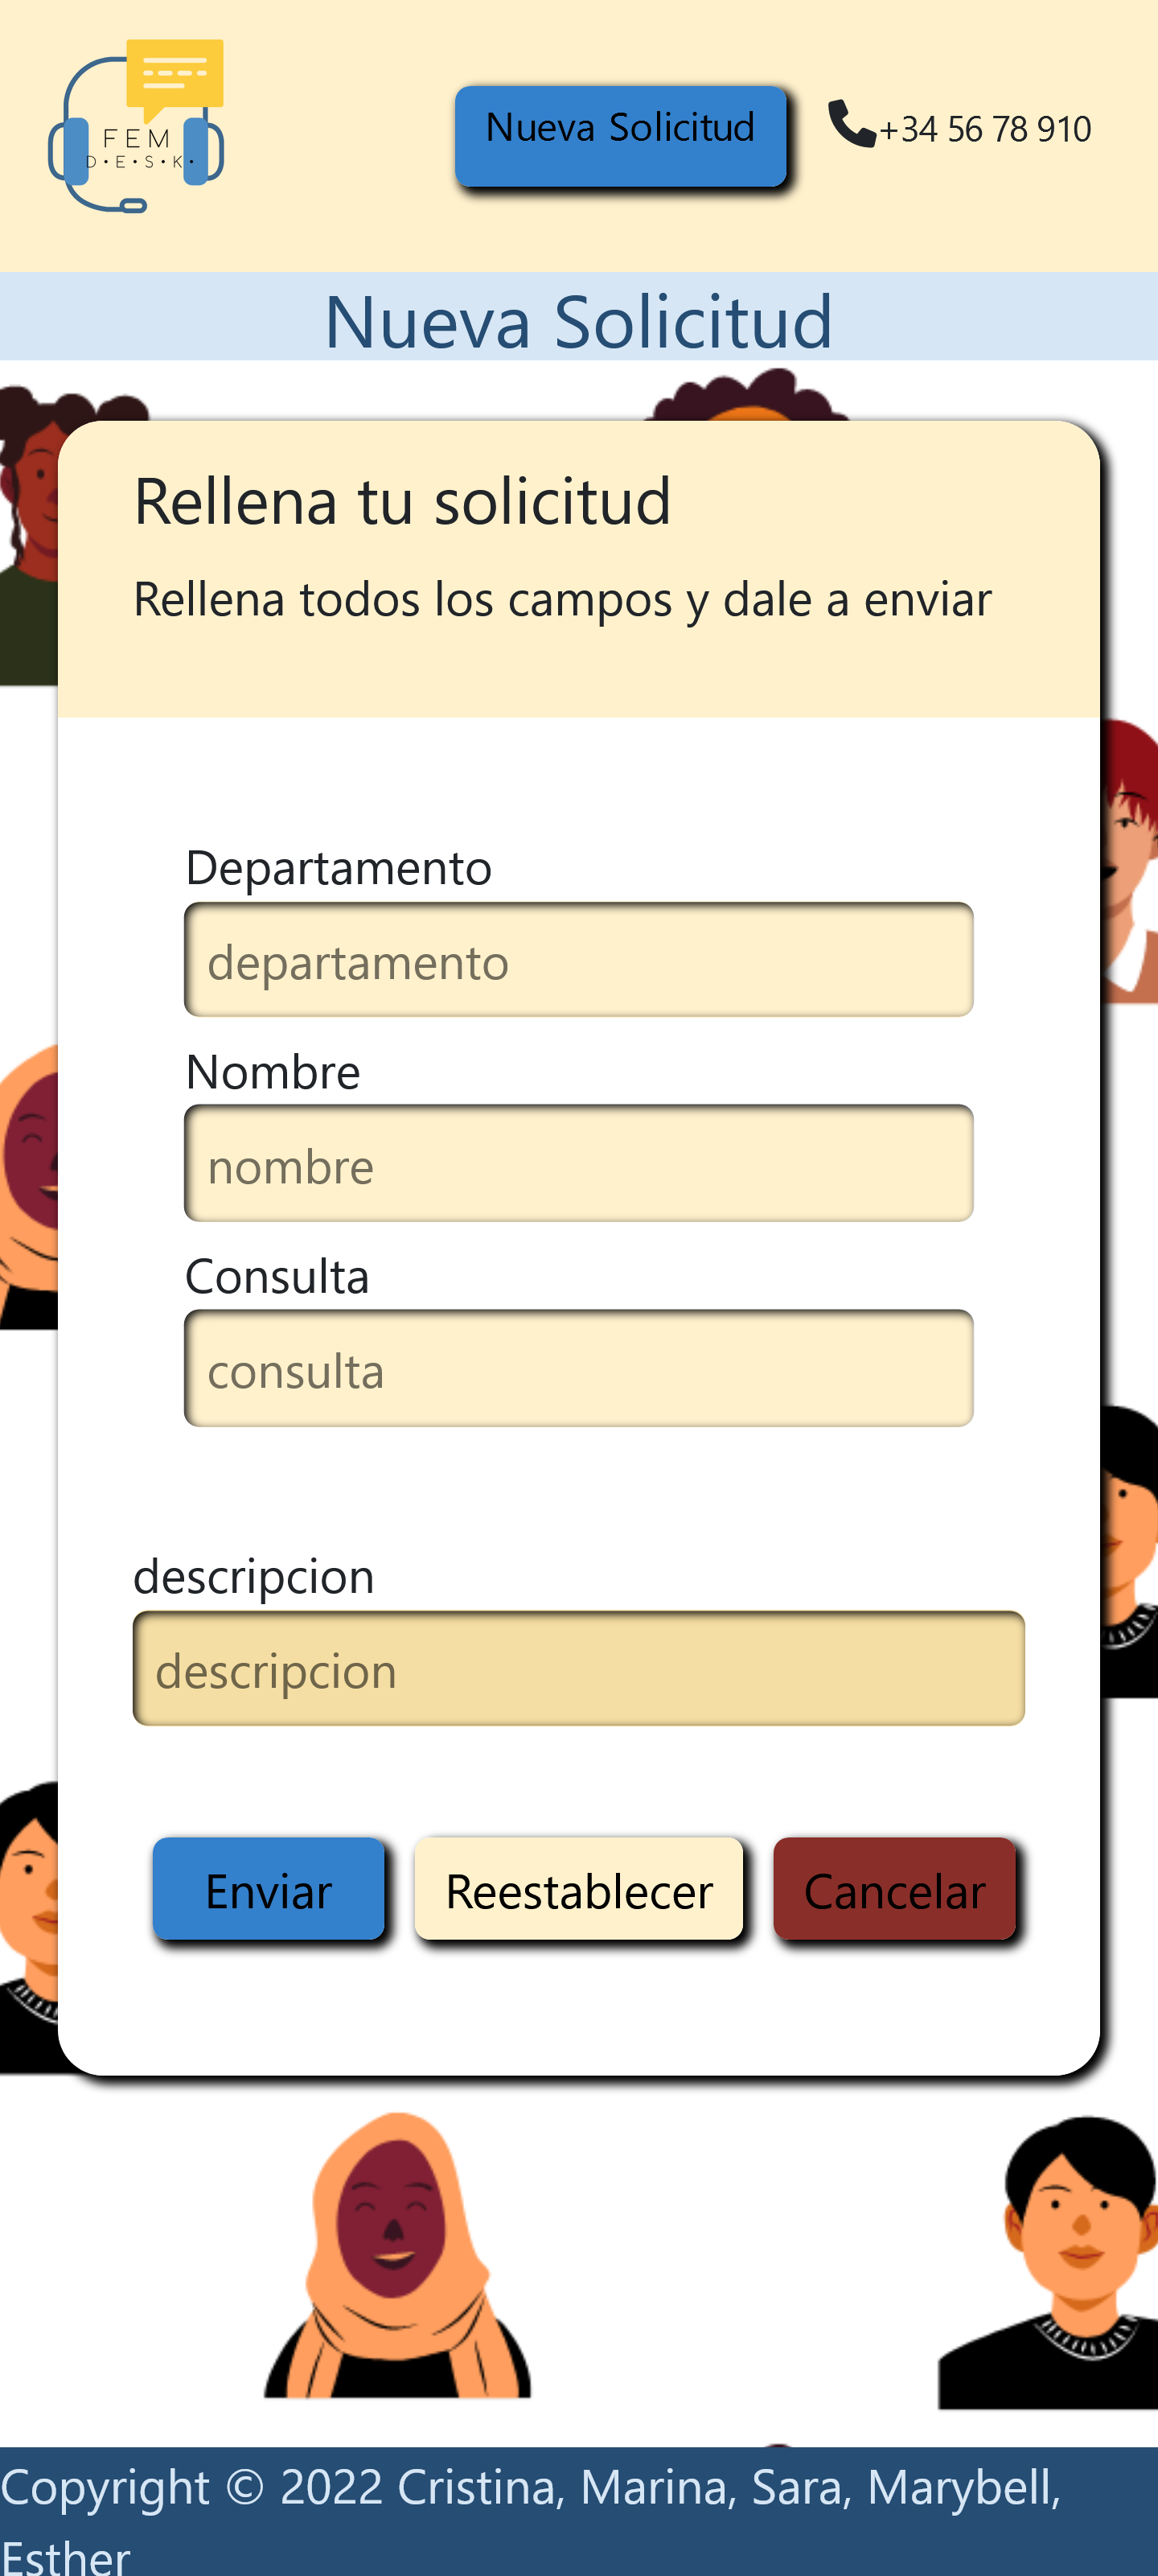 FEM
D•E•S•K•
Nueva Solicitud
+34 56 78 910
Nueva Solicitud
Rellena tu solicitud
Rellena todos los campos y dale a enviar
Departamento
departamento
Nombre
nombre
Consulta
consulta
descripcion
descripcion
Enviar
Reestablecer
Cancelar
Copyright © 2022 Cristina, Marina, Sara, Marybell,
Esther